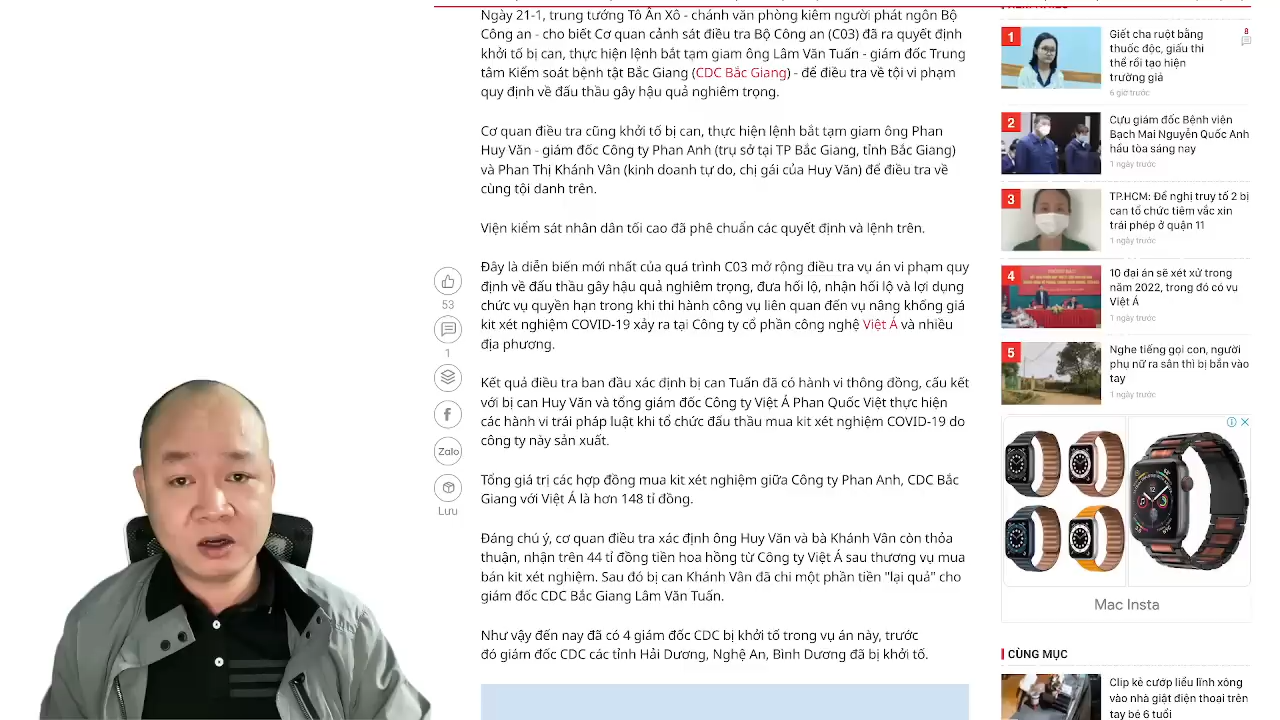 Ngày 21-1, trung tướng Tô Ân Xô - chánh văn phòng kiêm người phát ngôn Bộ
Công an - cho biết Cơ quan cảnh sát điều tra Bộ Công an (C03) đã ra quyết định
khởi tố bị can, thực hiện lệnh bắt tạm giam ông Lâm Văn Tuấn - giám đốc Trung
tâm Kiểm soát bệnh tật Bắc Giang (CDC Bắc Giang) - để điều tra về tội vi phạm
quy định về đấu thầu gây hậu quả nghiêm trọng.
Cơ quan điều tra cũng khởi tố bị can, thực hiện lệnh bắt tạm giam ông Phan
Huy Văn - giám đốc Công ty Phan Anh (trụ sở tại TP Bắc Giang, tỉnh Bắc Giang)
và Phan Thị Khánh Vân (kinh doanh tự do, chị gái của Huy Văn) để điều tra về
cùng tội danh trên.
Viện kiểm sát nhân dân tối cao đã phê chuẩn các quyết định và lệnh trên.
Đây là diễn biến mới nhất của quá trình C03 mở rộng điều tra vụ án vi phạm quy
định về đấu thầu gây hậu quả nghiêm trọng, đưa hối lộ, nhận hối lộ và lợi dụng
chức vụ quyền hạn trong khi thi hành công vụ liên quan đến vụ nâng khống giá
kit xét nghiệm COVID-19 xảy ra tại Công ty cổ phần công nghệ Việt Á và nhiều
địa phương.
Kết quả điều tra ban đầu xác định bị can Tuấn đã có hành vi thông đồng, cấu kết
với bị can Huy Văn và tổng giám đốc Công ty Việt Á Phan Quốc Việt thực hiện
các hành vi trái pháp luật khi tổ chức đấu thầu mua kit xét nghiệm COVID-19 do
công ty này sản xuất.
Tổng giá trị các hợp đồng mua kit xét nghiệm giữa Công ty Phan Anh, CDC Bắc
Giang với Việt Á là hơn 148 tỉ đồng.
Đáng chú ý, cơ quan điều tra xác định ông Huy Văn và bà Khánh Vân còn thỏa
thuận, nhận trên 44 tỉ đồng tiền hoa hồng từ Công ty Việt Á sau thương vụ mua
bán kit xét nghiệm. Sau đó bị can Khánh Vân đã chi một phần tiền "lại quả" cho
giám đốc CDC Bắc Giang Lâm Văn Tuấn.
Như vậy đến nay đã có 4 giám đốc CDC bị khởi tố trong vụ án này, trước
đó giám đốc CDC các tỉnh Hải Dương, Nghệ An, Bình Dương đã bị khởi tố.
53
1
Zalo
Lưu
1
Giết cha ruột bằng
thuốc độc, giấu thi
thể rồi tạo hiện
trường giả
6 giờ trước
8
2
Cựu giám đốc Bệnh viện
Bạch Mai Nguyễn Quốc Anh
hầu tòa sáng nay
1 ngày trước
3
TP.HCM: Đề nghị truy tố 2 bị
can tổ chức tiêm vắc xin
trái phép ở quận 11
1 ngày trước
4
10 đại án sẽ xét xử trong
năm 2022, trong đó có vụ
Việt Á
1 ngày trước
5
Nghe tiếng gọi con, người
phụ nữ ra sân thì bị bắn vào
tay
1 ngày trước
Mac Insta
CÙNG MỤC
Clip kẻ cướp liều lĩnh xông
vào nhà giật điện thoại trên
tay bé 6 tuổi